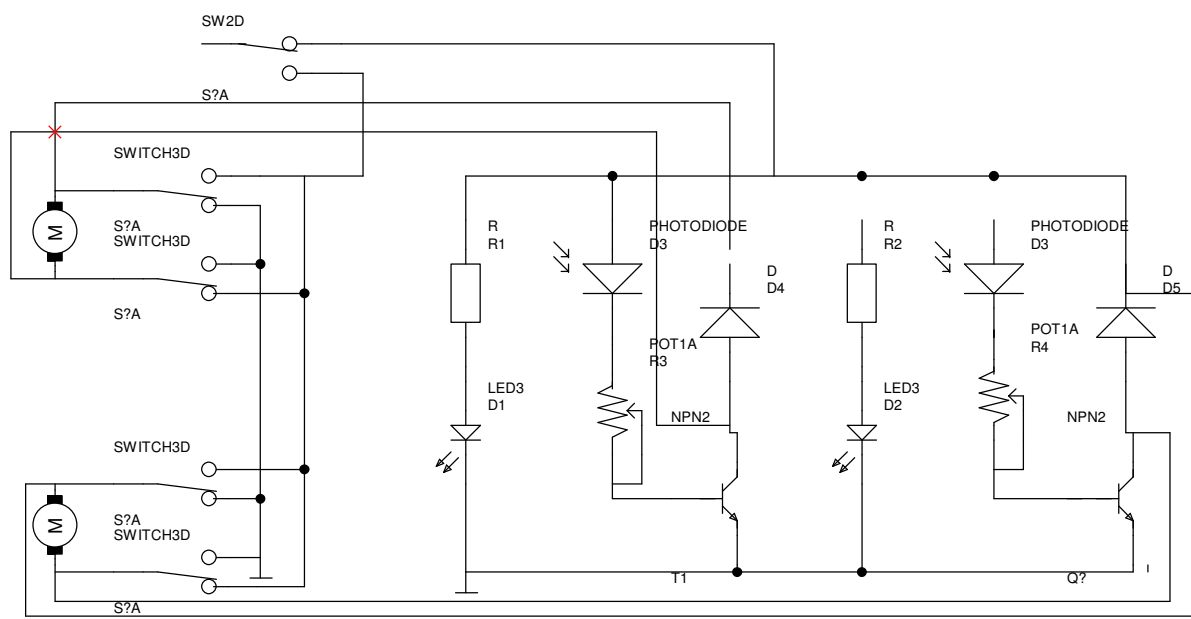 SW2D
S?A
SWITCH3D
M
S?A
SWITCH3D
S?A
R
R1
PHOTODIODE
D3
D
D4
POT1A
R3
LED3
D1
NPN2
R
R2
PHOTODIODE
D3
D
D5
POT1A
R4
LED3
D2
NPN2
SWITCH3D
M
S?A
SWITCH3D
S?A
T1
Q?